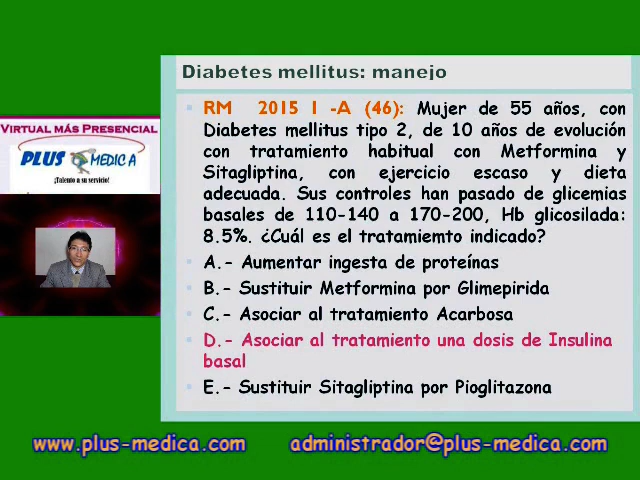 Diabetes mellitus: manejo
RM 2015 I -A (46): Mujer de 55 años, con
Diabetes mellitus tipo 2, de 10 años de evolución
con tratamiento habitual con Metformina y
Sitagliptina, con ejercicio escaso y dieta
adecuada. Sus controles han pasado de glicemias
basales de 110-140 a 170-200, Hb glicosilada:
8.5%. ¿Cuál es el tratamiemto indicado?
A.- Aumentar ingesta de proteínas
B.- Sustituir Metformina por Glimepirida
C.- Asociar al tratamiento Acarbosa
D.- Asociar al tratamiento una dosis de Insulina
basal
E.- Sustituir Sitagliptina por Pioglitazona
VIRTUAL MÁS PRESENCIAL
PLUS MEDICA
¡Talento a su servicio!
www.plus-medica.com administrador@plus-medica.com